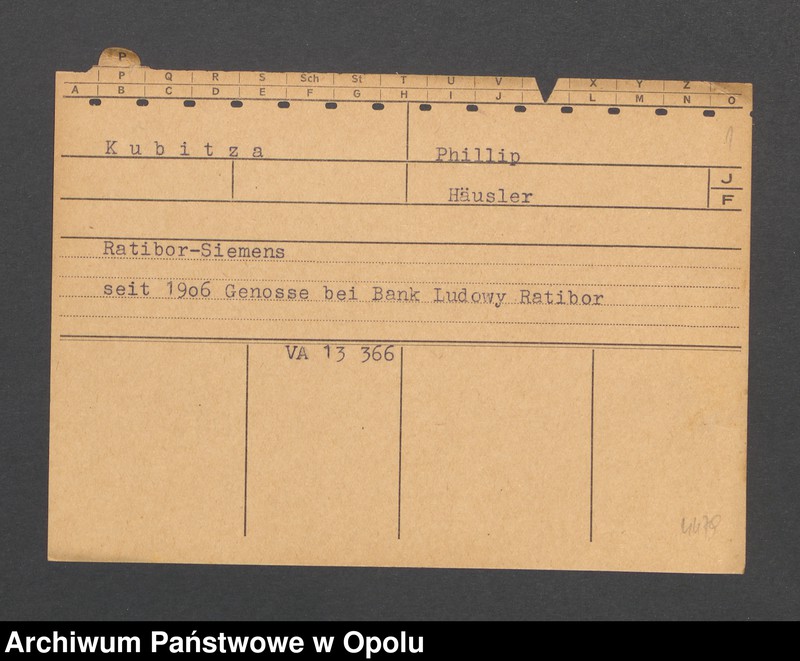 P
P Q R S Sch St T U V X Y Z
A B C D E F G H I J L M N O
Kubitza Phillip
J
Häusler
F
Ratibor-Siemens
seit 19o6 Genosse bei Bank Ludowy Ratibor
VA 13 366
Archiwum Państwowe w Opolu